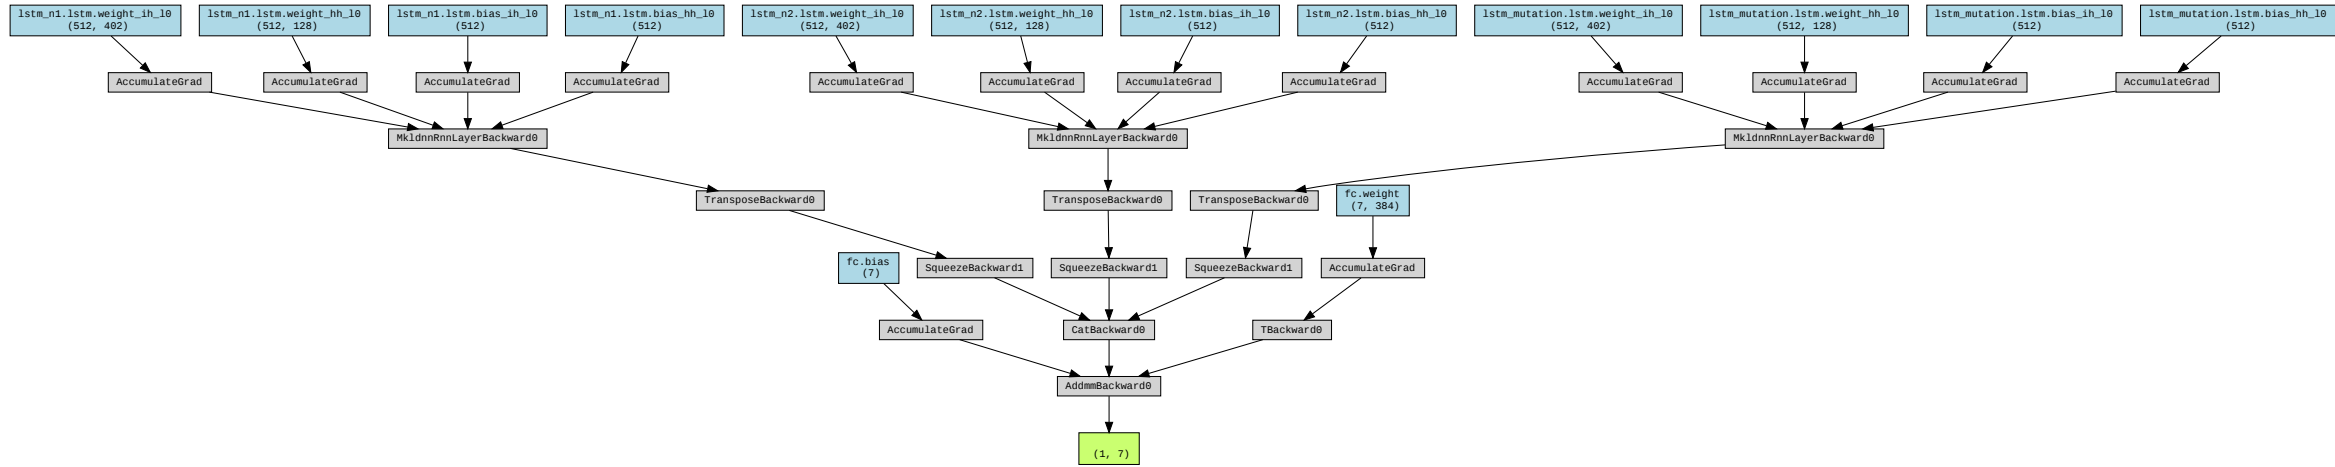 lstm_n1.lstm.weight_ih_l0
(512, 402)
lstm_n1.lstm.weight_hh_l0
(512, 128)
lstm_n1.lstm.bias_ih_l0
(512)
lstm_n1.lstm.bias_hh_l0
(512)
lstm_n2.lstm.weight_ih_l0
(512, 402)
lstm_n2.lstm.weight_hh_l0
(512, 128)
lstm_n2.lstm.bias_ih_l0
(512)
lstm_n2.lstm.bias_hh_l0
(512)
lstm_mutation.lstm.weight_ih_l0
(512, 402)
lstm_mutation.lstm.weight_hh_l0
(512, 128)
lstm_mutation.lstm.bias_ih_l0
(512)
lstm_mutation.lstm.bias_hh_l0
(512)
AccumulateGrad
AccumulateGrad
AccumulateGrad
AccumulateGrad
AccumulateGrad
AccumulateGrad
AccumulateGrad
AccumulateGrad
AccumulateGrad
AccumulateGrad
AccumulateGrad
AccumulateGrad
MkldnnRnnLayerBackward0
MkldnnRnnLayerBackward0
MkldnnRnnLayerBackward0
TransposeBackward0
TransposeBackward0
TransposeBackward0
fc.weight
(7, 384)
fc.bias
(7)
SqueezeBackward1
SqueezeBackward1
SqueezeBackward1
AccumulateGrad
AccumulateGrad
CatBackward0
TBackward0
AddmmBackward0
(1, 7)